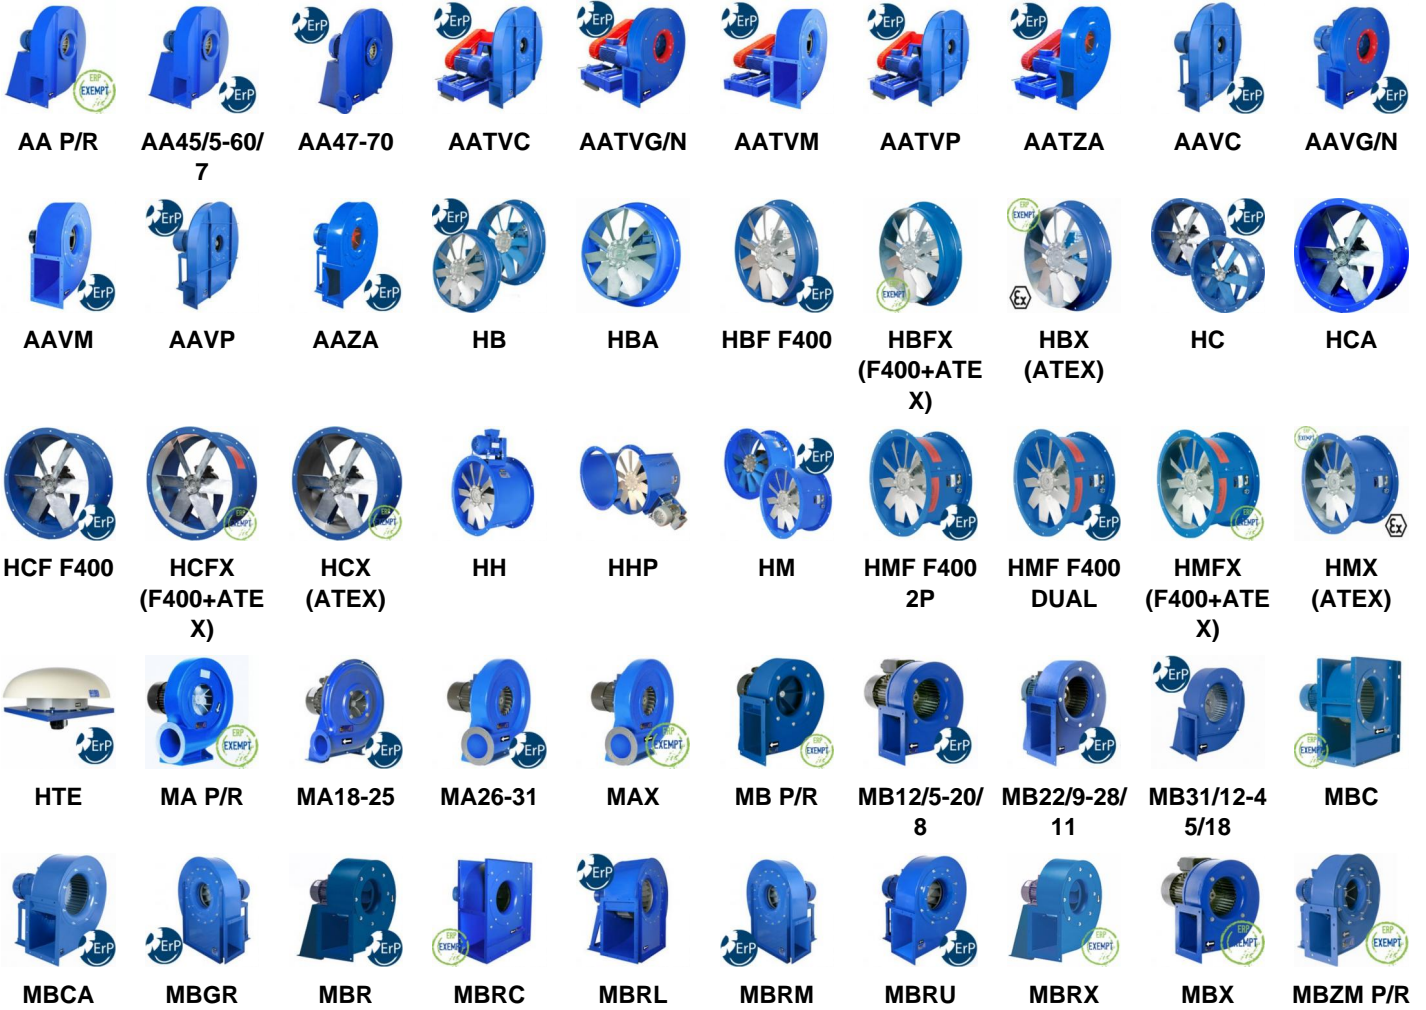 AA P/R
AA45/5-60/
7
AA47-70
AATVC
AATVG/N
AATVM
AATVP
AATZA
AAVC
AAVG/N
AAVM
AAVP
AAZA
HB
HBA
HBF F400
HBFX
(F400+ATE
X)
HBX
(ATEX)
HC
HCA
HCF F400
HCFX
(F400+ATE
X)
HCX
(ATEX)
HH
HHP
HM
HMF F400
2P
HMF F400
DUAL
HMFX
(F400+ATE
X)
HMX
(ATEX)
HTE
MA P/R
MA18-25
MA26-31
MAX
MB P/R
MB12/5-20/
8
MB22/9-28/
11
MB31/12-4
5/18
MBC
MBCA
MBGR
MBR
MBRC
MBRL
MBRM
MBRU
MBRX
MBX
MBZM P/R